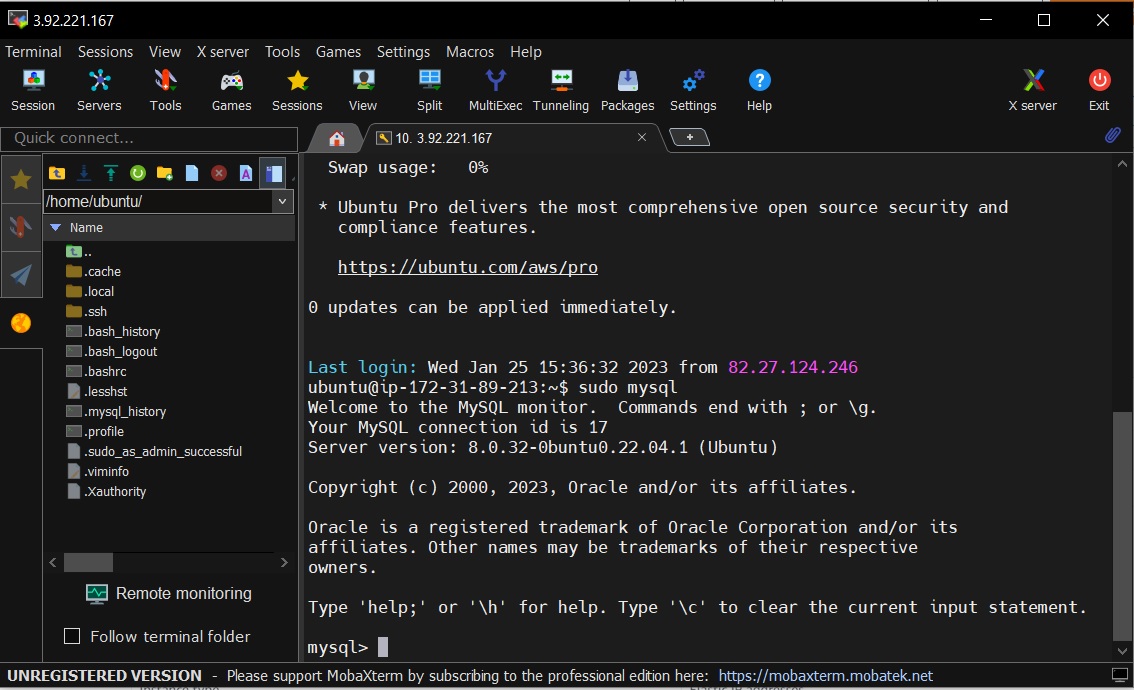 3.92.221.167
Terminal Sessions View X server Tools Games Settings Macros Help
Session Servers Tools Games Sessions View Split MultiExec Tunneling Packages Settings Help X server Exit
Quick connect...
10. 3.92.221.167
/home/ubuntu/
Name
..
.cache
.local
.ssh
.bash_history
.bash_logout
.bashrc
.lesshst
.mysql_history
.profile
.sudo_as_admin_successful
.viminfo
.Xauthority
Remote monitoring
Follow terminal folder
Swap usage: 0%
* Ubuntu Pro delivers the most comprehensive open source security and
compliance features.
https://ubuntu.com/aws/pro
0 updates can be applied immediately.
Last login: Wed Jan 25 15:36:32 2023 from 82.27.124.246
ubuntu@ip-172-31-89-213:~$ sudo mysql
Welcome to the MySQL monitor.  Commands end with ; or \g.
Your MySQL connection id is 17
Server version: 8.0.32-0buntu0.22.04.1 (Ubuntu)
Copyright (c) 2000, 2023, Oracle and/or its affiliates.
Oracle is a registered trademark of Oracle Corporation and/or its
affiliates. Other names may be trademarks of their respective
owners.
Type 'help;' or '\h' for help. Type '\c' to clear the current input statement.
mysql>
UNREGISTERED VERSION - Please support MobaXterm by subscribing to the professional edition here: https://mobaxterm.mobatek.net